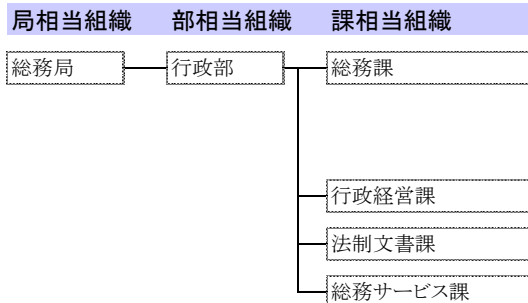 局相当組織 部相当組織 課相当組織
総務局 行政部 総務課
行政経営課
法制文書課
総務サービス課